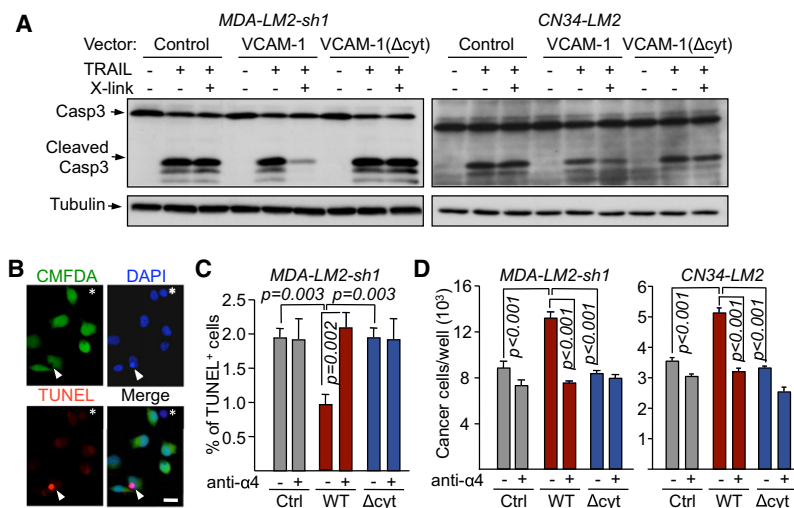 A
MDA-LM2-sh1 CN34-LM2
Vector: Control VCAM-1 VCAM-1(Δcyt) Control VCAM-1 VCAM-1(Δcyt)
TRAIL - + + - + + - + + - + + - + + - + +
X-link + + + + + +
Casp3
Cleaved
Casp3
Tubulin
B
CMFDA DAPI
* *
TUNEL Merge
* *
C
MDA-LM2-sh1
p=0.003 p=0.003
p=0.002
% of TUNEL+ cells
2.5
2.0
1.5
1.0
0.5
anti-α4 - + - + - +
Ctrl WT Δcyt
D
MDA-LM2-sh1 CN34-LM2
Cancer cells/well (10³)
16
12
8
4
p<0.001 p<0.001 p<0.001
anti-α4 - + - + - +
Ctrl WT Δcyt
6
5
4
3
2
1
p<0.001 p<0.001 p<0.001
- + - + - +
Ctrl WT Δcyt